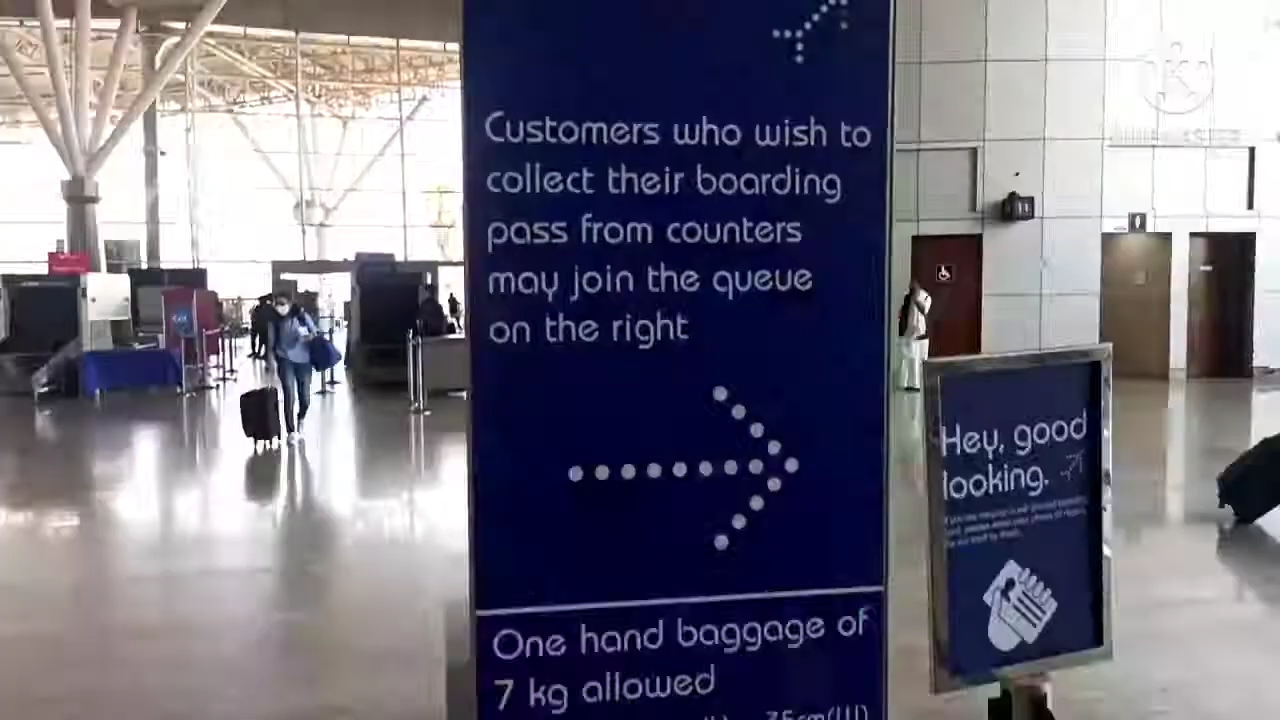 Customers who wish to
collect their boarding
pass from counters
may join the queue
on the right
One hand baggage of
7 kg allowed
35cm(W)
Hey, good
looking.